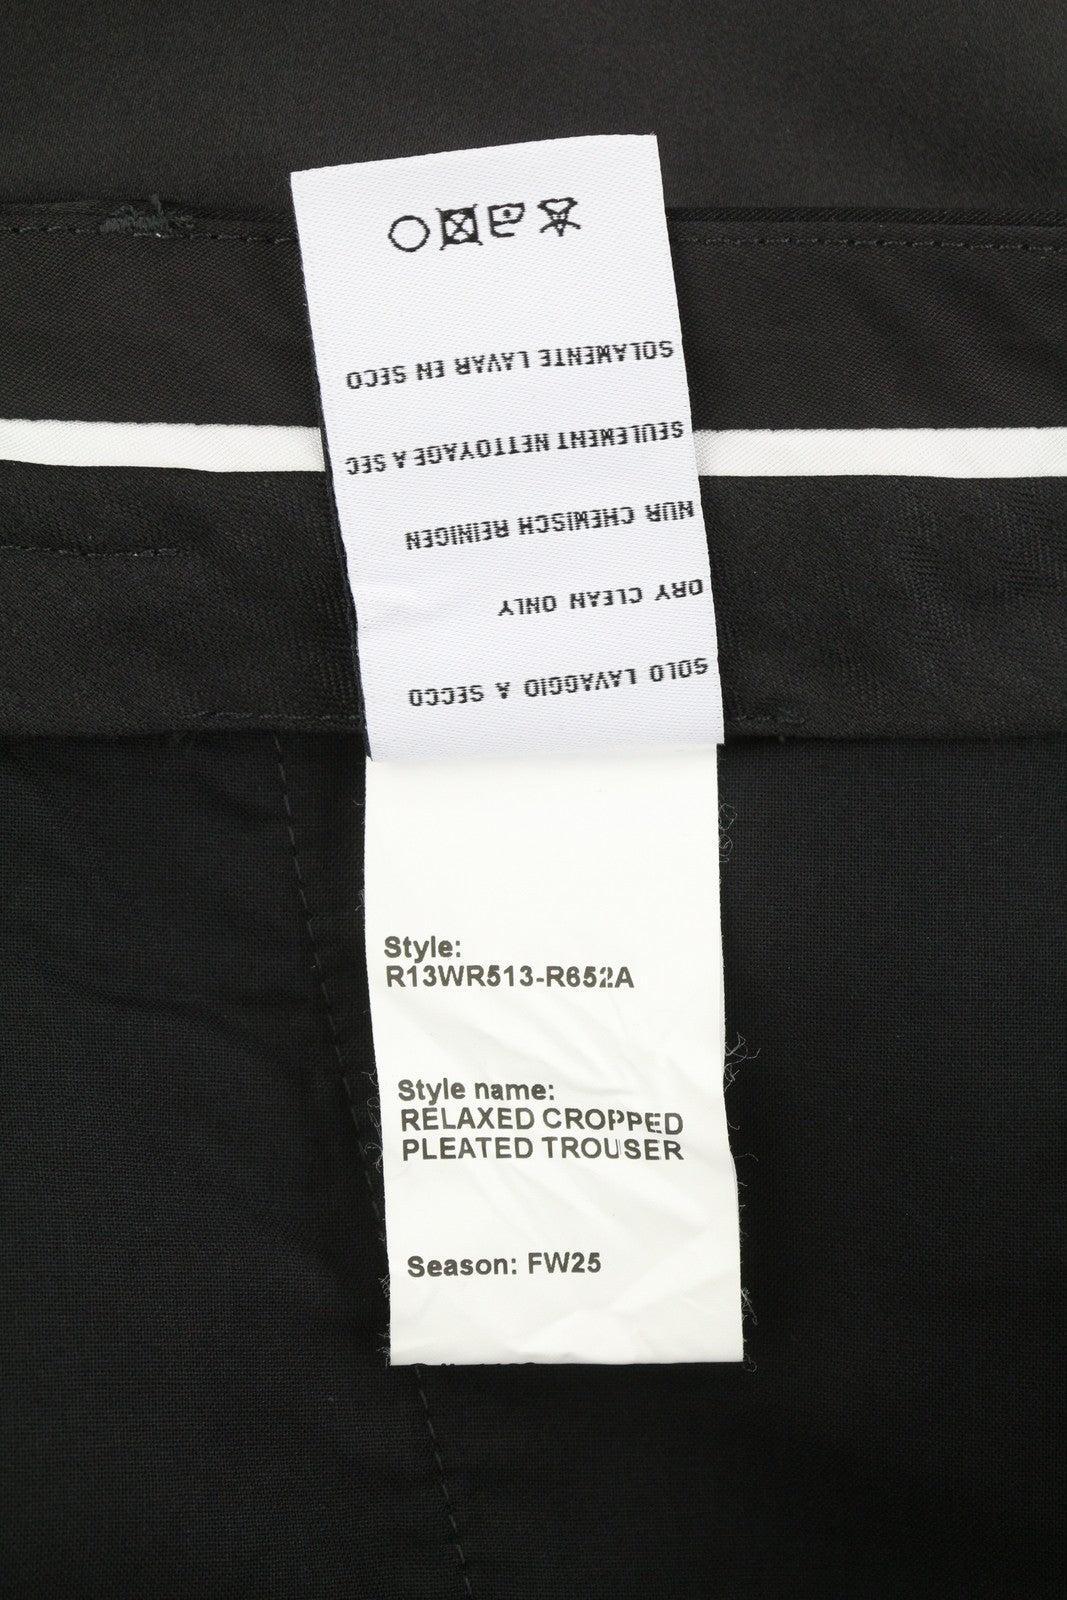 SOLO LAVAGGIO A SECCO
DRY CLEAN ONLY
NUR CHEMISCH REINIGEN
SEULEMENT NETTOYAGE A SEC
SOLAMENTE LAVAR EN SECO
Style:
R13WR513-R652A
Style name:
RELAXED CROPPED
PLEATED TROUSER
Season: FW25